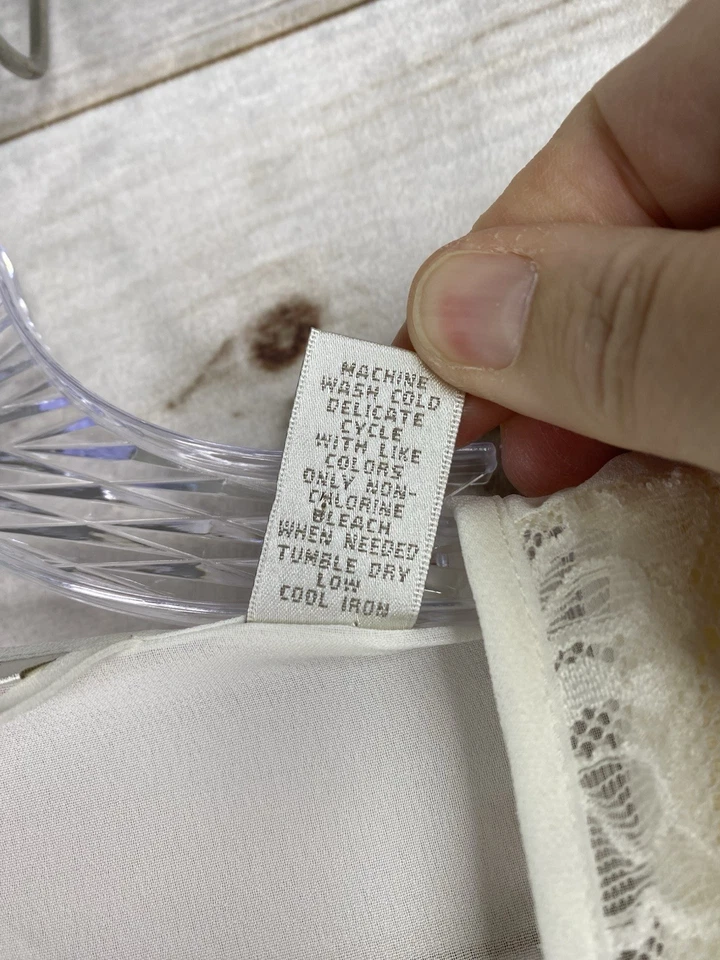 MACHINE
WASH COLD
DELICATE
CYCLE
WITH LIKE
COLORS
ONLY NON-
CHLORINE
BLEACH
WHEN NEEDED
TUMBLE DRY
LOW
COOL IRON